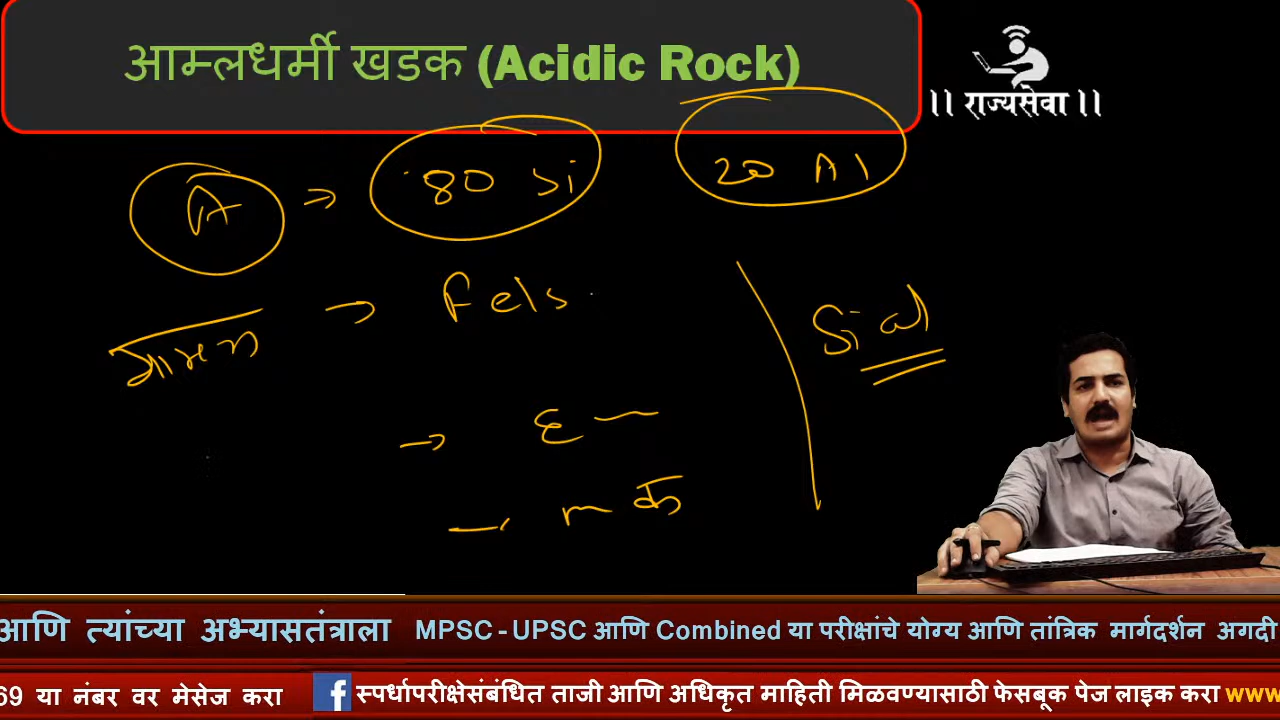 आम्लधर्मी खडक (Acidic Rock)
|| राज्यसेवा ||
A → 80 Si 20 Al
→ Fels
Sial
आणि त्यांच्या अभ्यासतंत्राला MPSC - UPSC आणि Combined या परीक्षांचे योग्य आणि तांत्रिक मार्गदर्शन अगदी
69 या नंबर वर मेसेज करा f स्पर्धापरीक्षेसंबंधित ताजी आणि अधिकृत माहिती मिळवण्यासाठी फेसबूक पेज लाइक करा www